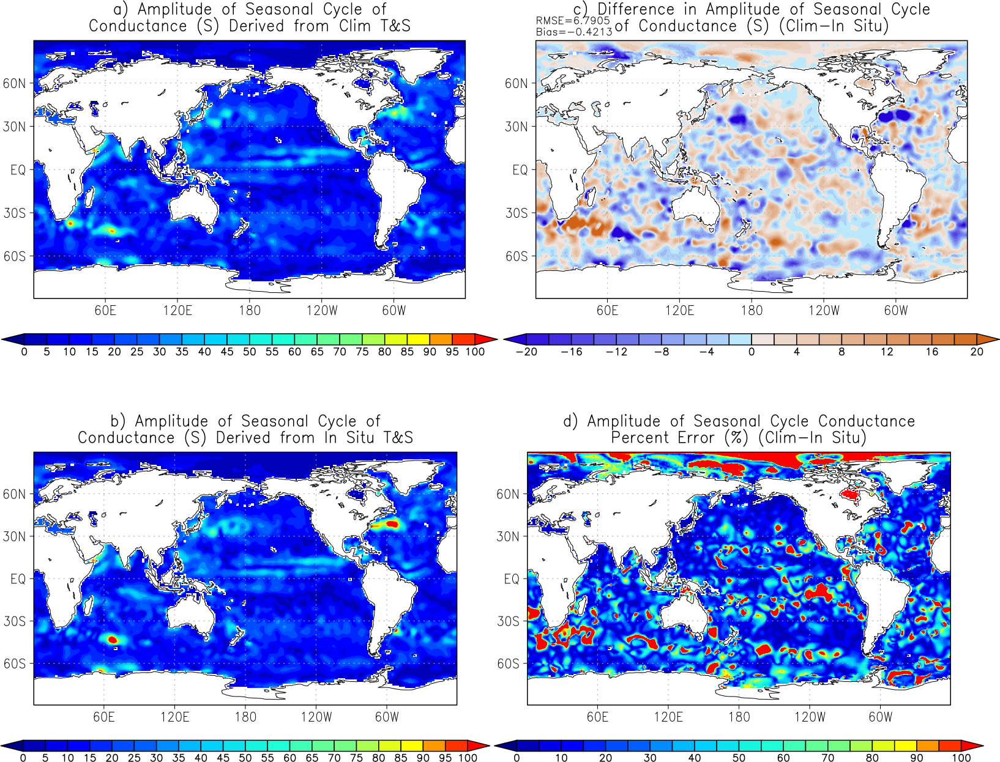 a) Amplitude of Seasonal Cycle of
Conductance (S) Derived from Clim T&S
60N
30N
EQ
30S
60S
60E 120E 180 120W 60W
0 5 10 15 20 25 30 35 40 45 50 55 60 65 70 75 80 85 90 95 100
c) Difference in Amplitude of Seasonal Cycle
of Conductance (S) (Clim−In Situ)
RMSE=6.7905
Bias=−0.4213
60N
30N
EQ
30S
60S
60E 120E 180 120W 60W
−20 −16 −12 −8 −4 0 4 8 12 16 20
b) Amplitude of Seasonal Cycle of
Conductance (S) Derived from In Situ T&S
60N
30N
EQ
30S
60S
60E 120E 180 120W 60W
0 5 10 15 20 25 30 35 40 45 50 55 60 65 70 75 80 85 90 95 100
d) Amplitude of Seasonal Cycle Conductance
Percent Error (%) (Clim−In Situ)
60N
30N
EQ
30S
60S
60E 120E 180 120W 60W
0 10 20 30 40 50 60 70 80 90 100